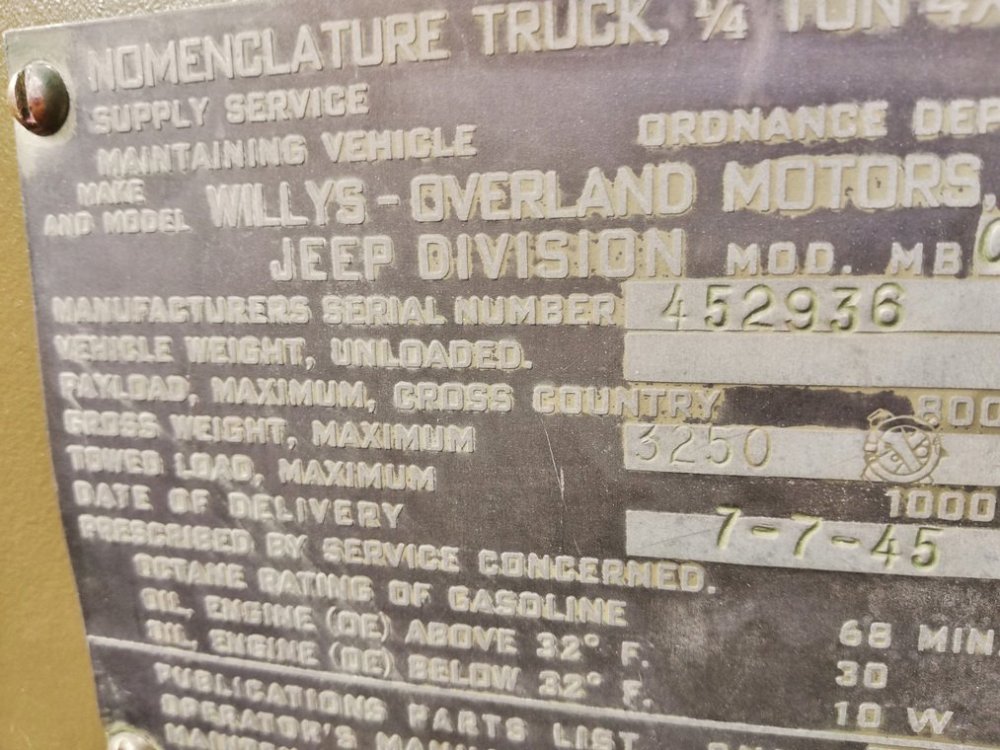 NOMENCLATURE TRUCK, 1/4 TON 4X
SUPPLY SERVICE
MAINTAINING VEHICLE ORDNANCE DEP
MAKE
AND MODEL WILLYS-OVERLAND MOTORS,
JEEP DIVISION MOD. MB
MANUFACTURERS SERIAL NUMBER 452936
VEHICLE WEIGHT, UNLOADED.
PAYLOAD, MAXIMUM, CROSS COUNTRY 800
GROSS WEIGHT, MAXIMUM 3250
TOWED LOAD, MAXIMUM 1000
DATE OF DELIVERY 7-7-45
PRESCRIBED BY SERVICE CONCERNED.
OCTANE RATING OF GASOLINE 68 MIN
OIL, ENGINE (OE) ABOVE 32° F. 30
OIL, ENGINE (OE) BELOW 32° F. 10 W
PUBLICATIONS PARTS LIST
OPERATOR'S MANU